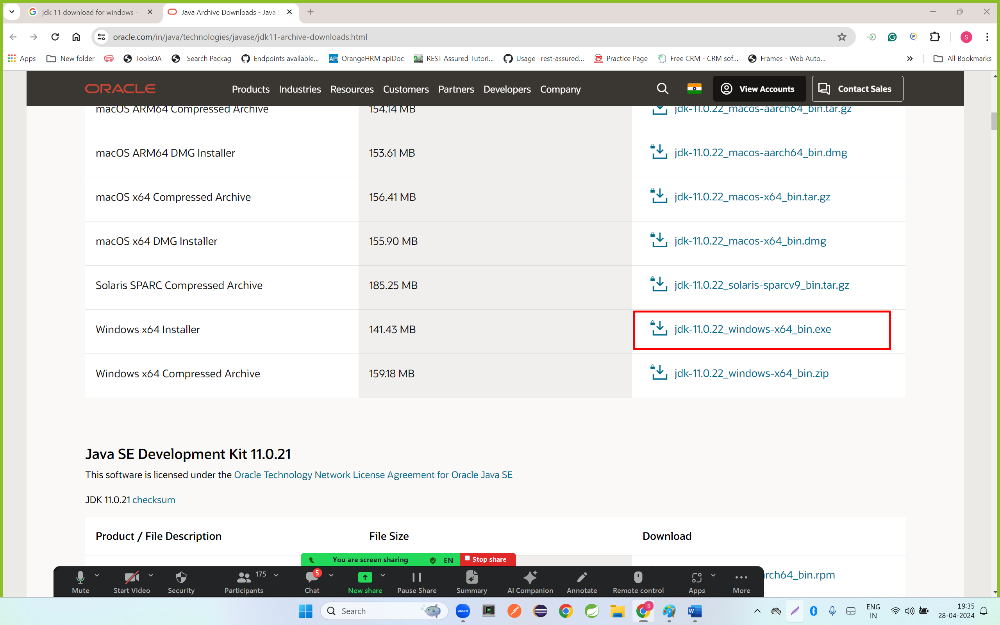 jdk 11 download for windows -
Java Archive Downloads - Java S
oracle.com/in/java/technologies/javase/jdk11-archive-downloads.html
S
Apps
New folder
ToolsQA
_Search Packag
Endpoints available...
API
OrangeHRM apiDoc
REST Assured Tutori...
Usage · rest-assured...
Practice Page
Free CRM - CRM sof...
Frames - Web Auto...
»
All Bookmarks
ORACLE
Products
Industries
Resources
Customers
Partners
Developers
Company
View Accounts
Contact Sales
macOS ARM64 Compressed Archive
154.14 MB
jdk-11.0.22_macos-aarch64_bin.tar.gz
macOS ARM64 DMG Installer
153.61 MB
jdk-11.0.22_macos-aarch64_bin.dmg
macOS x64 Compressed Archive
156.41 MB
jdk-11.0.22_macos-x64_bin.tar.gz
macOS x64 DMG Installer
155.90 MB
jdk-11.0.22_macos-x64_bin.dmg
Solaris SPARC Compressed Archive
185.25 MB
jdk-11.0.22_solaris-sparcv9_bin.tar.gz
Windows x64 Installer
141.43 MB
jdk-11.0.22_windows-x64_bin.exe
Windows x64 Compressed Archive
159.18 MB
jdk-11.0.22_windows-x64_bin.zip
Java SE Development Kit 11.0.21
This software is licensed under the Oracle Technology Network License Agreement for Oracle Java SE
JDK 11.0.21 checksum
Product / File Description
File Size
Download
You are screen sharing
EN
Stop share
rch64_bin.rpm
Mute
Start Video
Security
175
Participants
5
Chat
New share
Pause Share
Summary
AI Companion
Annotate
Remote control
Apps
More
Search
zoom
S
W
ENG
IN
19:35
28-04-2024